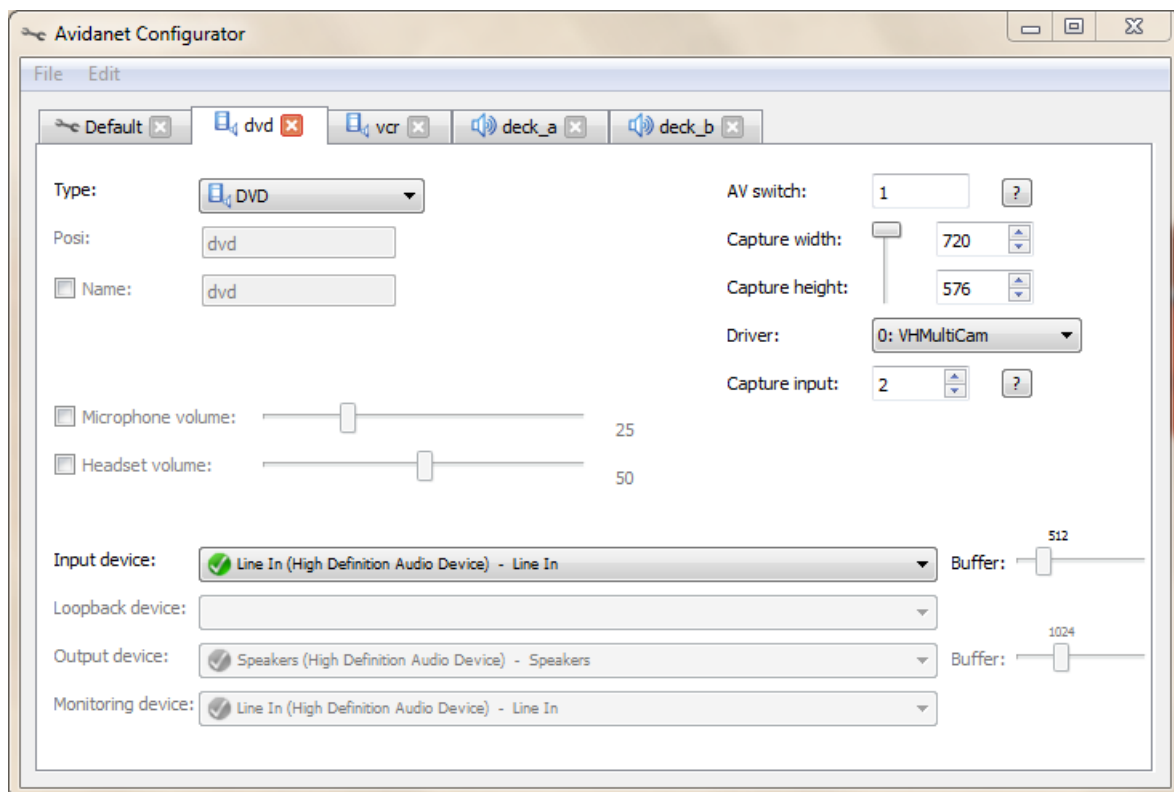 Avidanet Configurator
File Edit
Default dvd vcr deck_a deck_b
Type: DVD AV switch: 1 ?
Posi: dvd Capture width: 720
Name: dvd Capture height: 576
Driver: 0: VHMultiCam
Capture input: 2 ?
Microphone volume: 25
Headset volume: 50
512
Input device: Line In (High Definition Audio Device) - Line In Buffer:
Loopback device:
1024
Output device: Speakers (High Definition Audio Device) - Speakers Buffer:
Monitoring device: Line In (High Definition Audio Device) - Line In